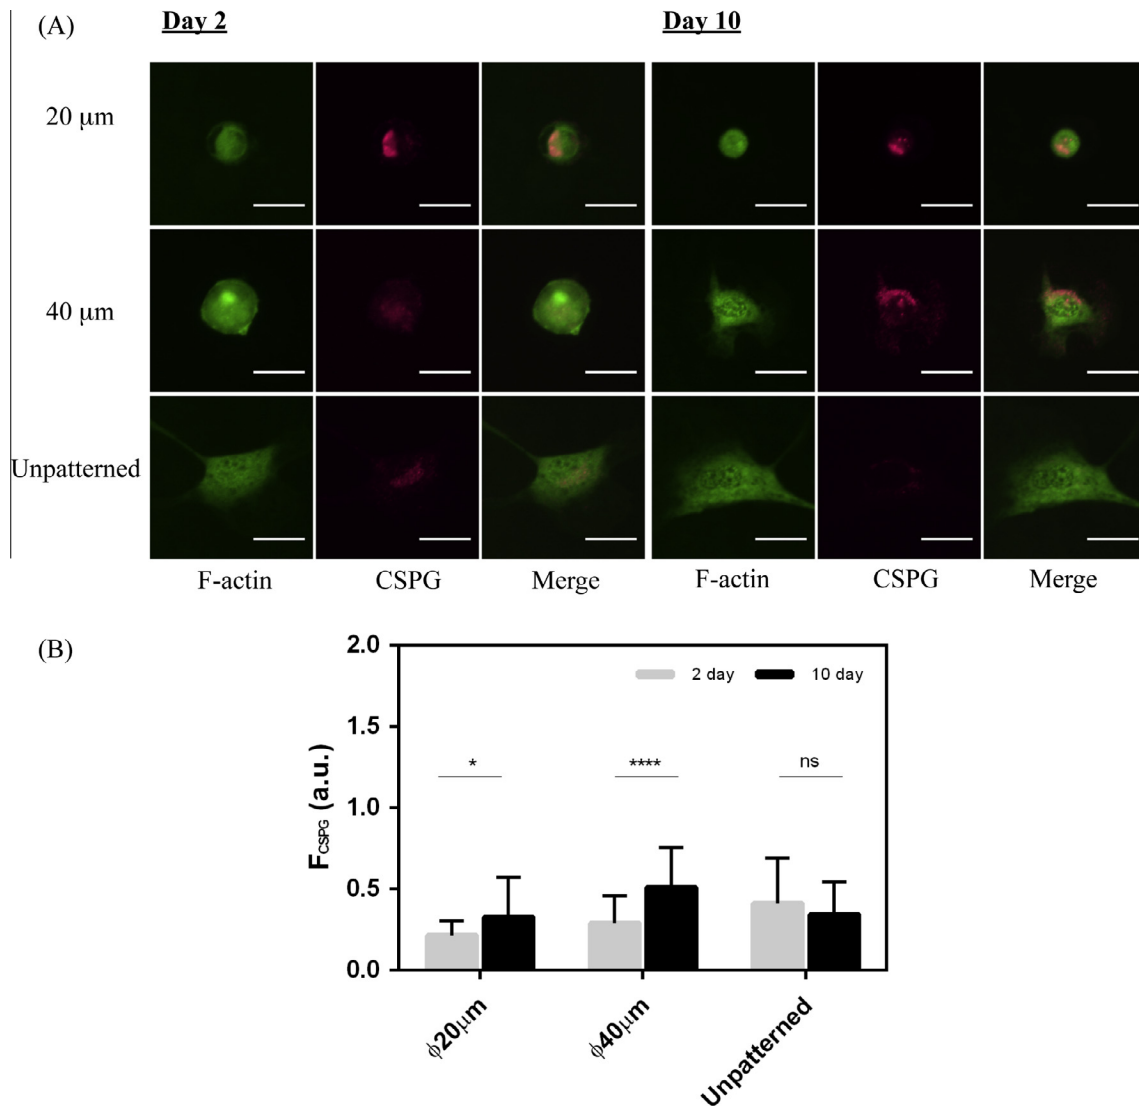 (A)
Day 2
Day 10
20 μm
40 μm
Unpatterned
F-actin
CSPG
Merge
F-actin
CSPG
Merge
(B)
2.0
1.5
1.0
0.5
0.0
F_CSPG (a.u.)
2 day
10 day
*
****
ns
ϕ20μm
ϕ40μm
Unpatterned